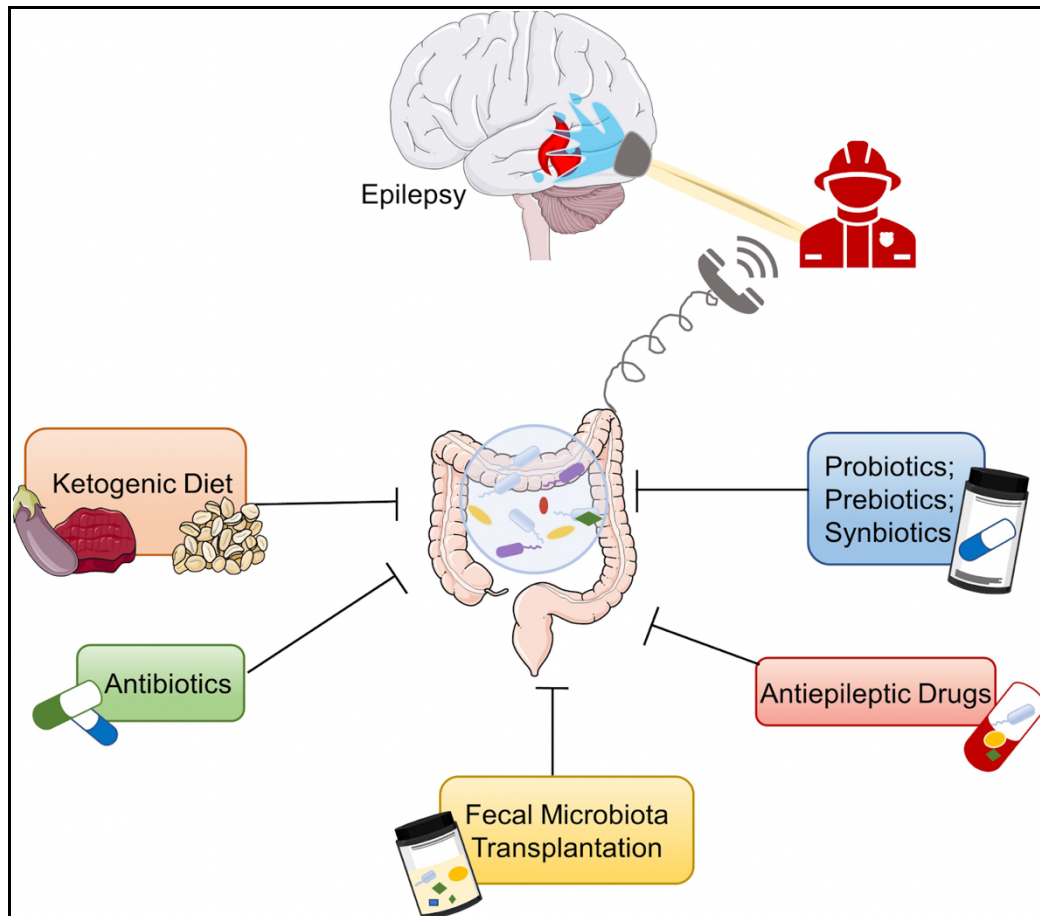 Epilepsy
Ketogenic Diet
Probiotics;
Prebiotics;
Synbiotics
Antibiotics
Antiepileptic Drugs
Fecal Microbiota
Transplantation